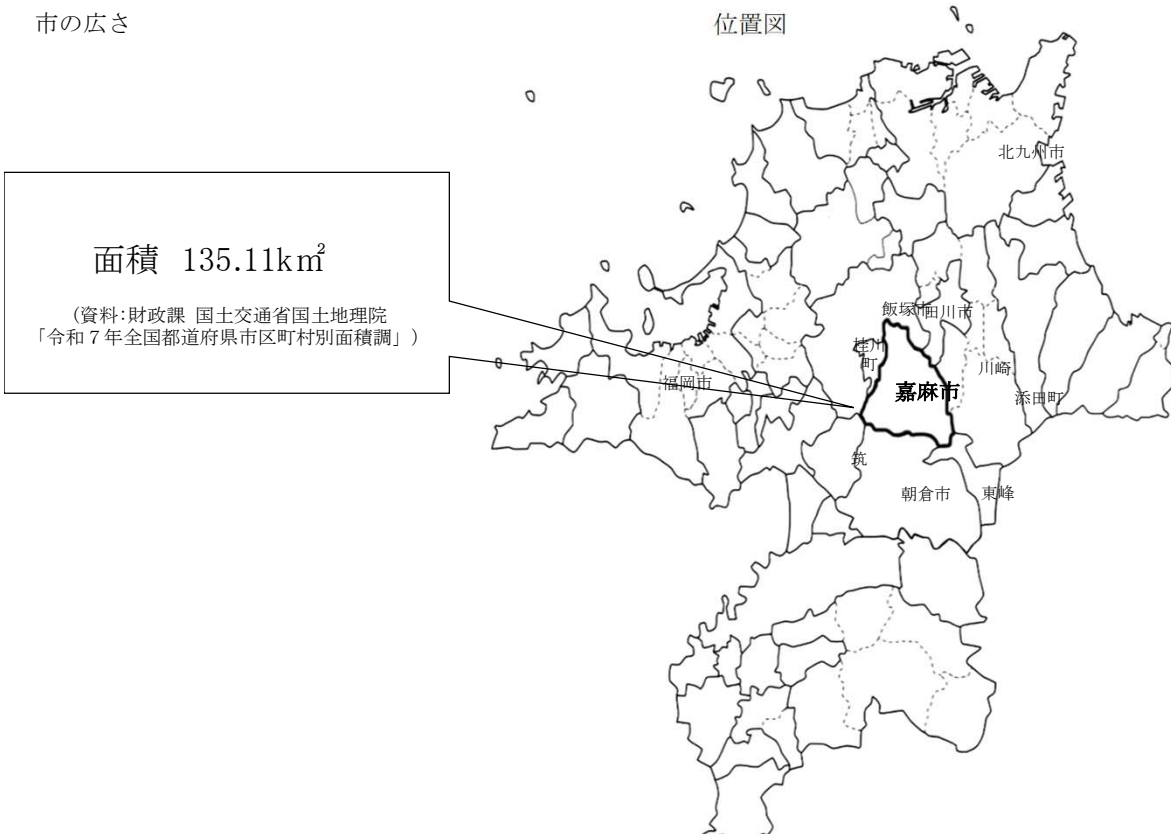 市の広さ
位置図
面積 135.11k㎡
(資料:財政課 国土交通省国土地理院
「令和７年全国都道府県市区町村別面積調」)
北九州市
飯塚市
田川市
桂川
町
川崎
福岡市
嘉麻市
添田町
筑
朝倉市
東峰